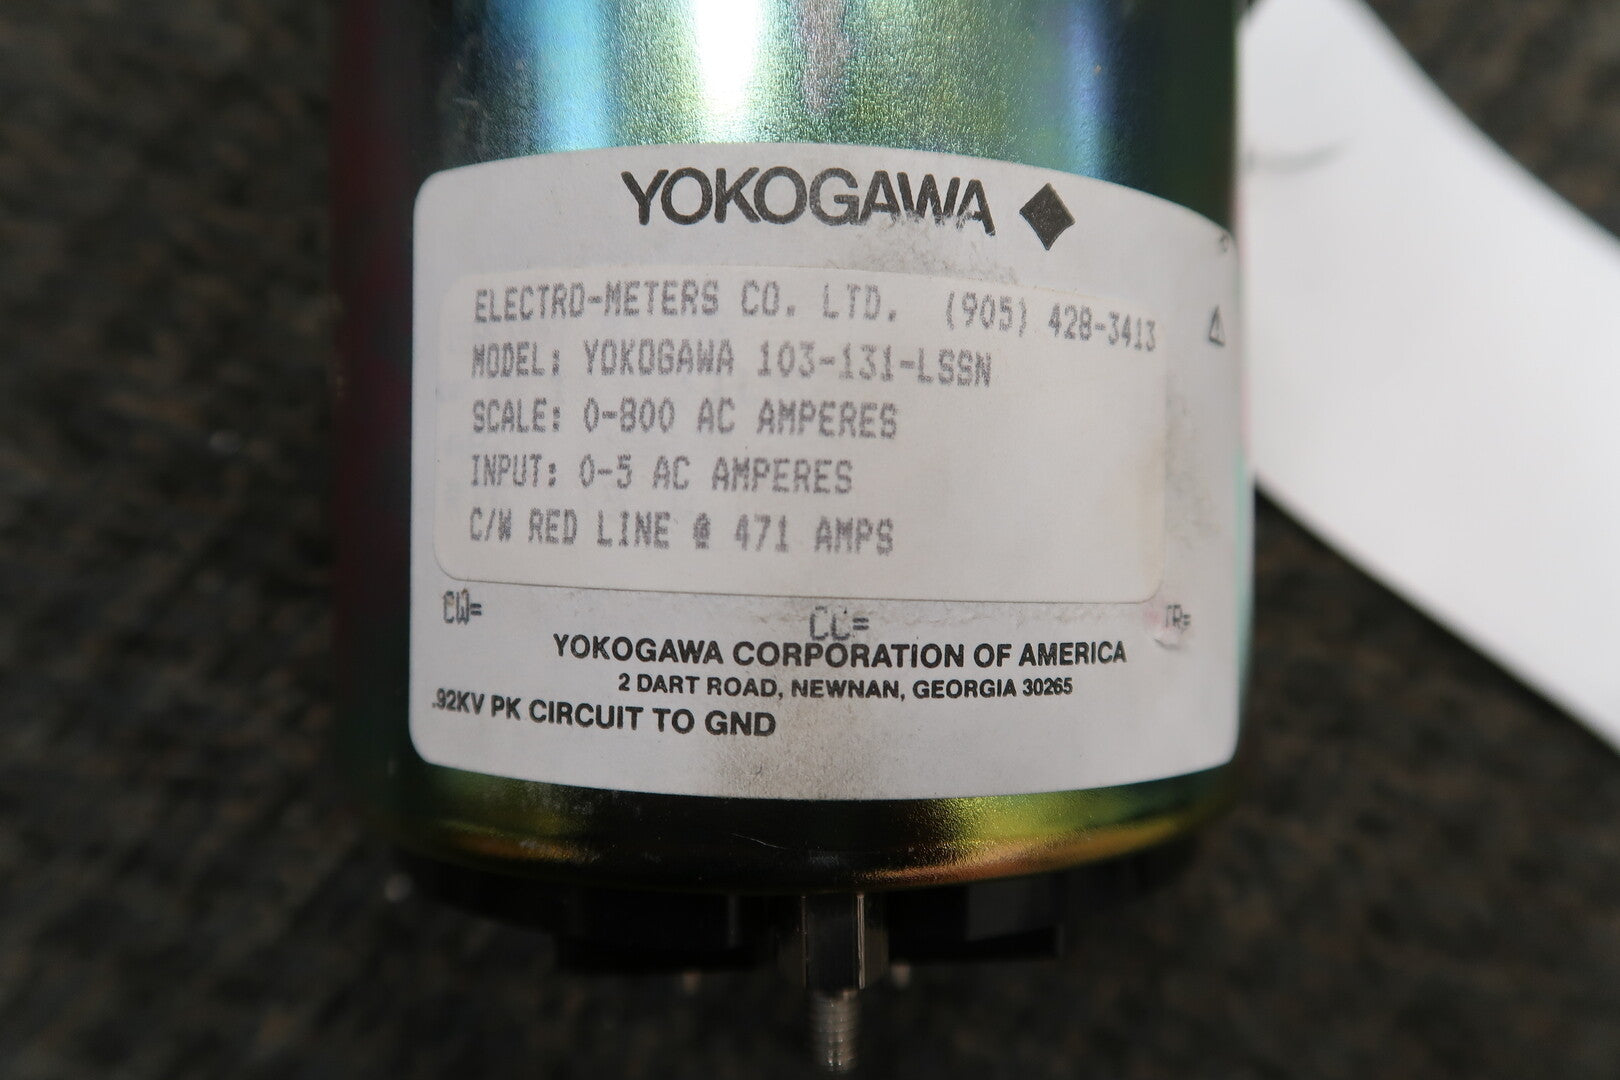 YOKOGAWA
ELECTRO-METERS CO. LTD. (905) 428-3413
MODEL: YOKOGAWA 103-131-LSSN
SCALE: 0-800 AC AMPERES
INPUT: 0-5 AC AMPERES
C/W RED LINE @ 471 AMPS
CW= CC= TR=
YOKOGAWA CORPORATION OF AMERICA
2 DART ROAD, NEWNAN, GEORGIA 30265
.92KV PK CIRCUIT TO GND